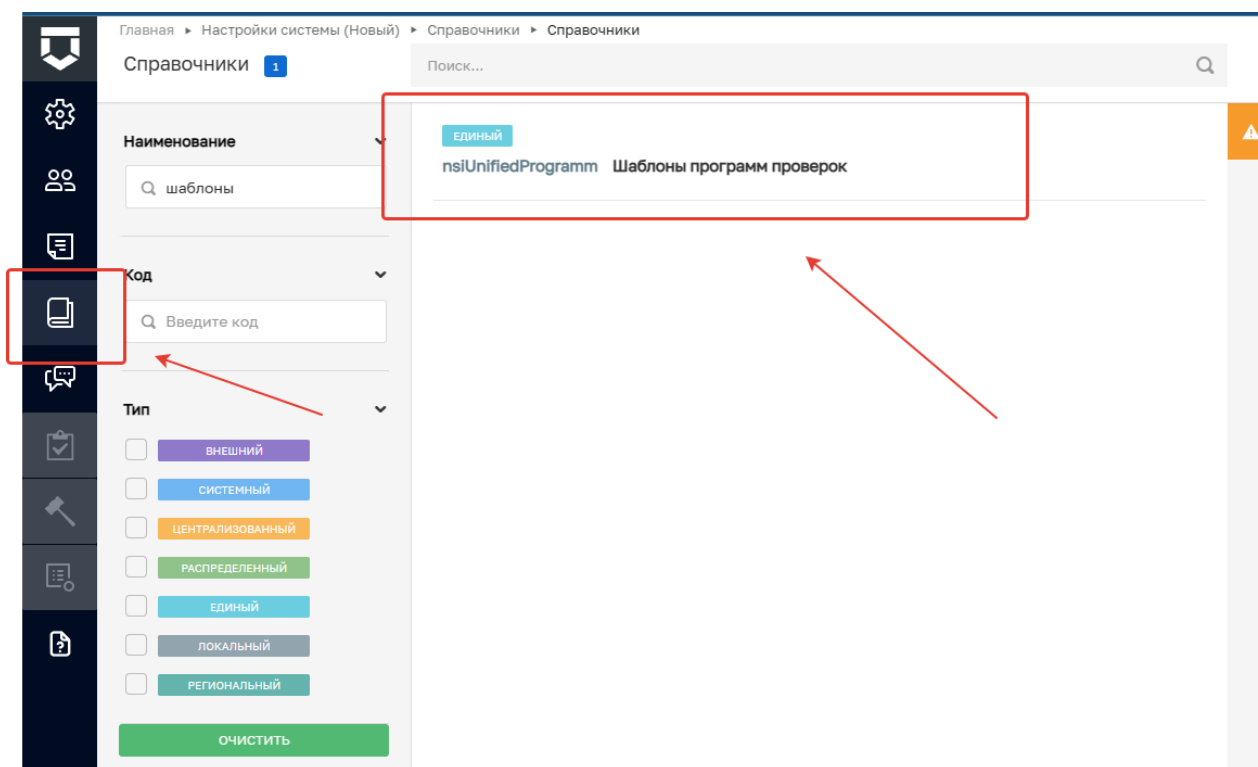 Главная ▸ Настройки системы (Новый) ▸ Справочники ▸ Справочники
Справочники 1
Поиск...
Наименование
шаблоны
Код
Введите код
Тип
ВНЕШНИЙ
СИСТЕМНЫЙ
ЦЕНТРАЛИЗОВАННЫЙ
РАСПРЕДЕЛЕННЫЙ
ЕДИНЫЙ
ЛОКАЛЬНЫЙ
РЕГИОНАЛЬНЫЙ
ОЧИСТИТЬ
ЕДИНЫЙ
nsiUnifiedProgramm Шаблоны программ проверок